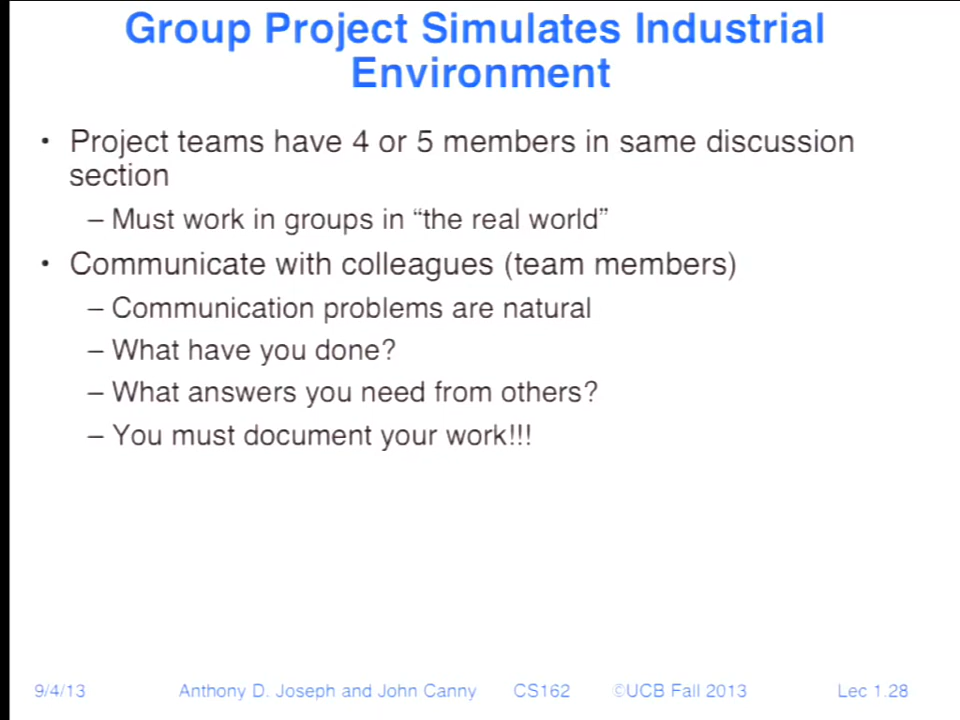 Group Project Simulates Industrial
Environment
• Project teams have 4 or 5 members in same discussion
section
– Must work in groups in “the real world”
• Communicate with colleagues (team members)
– Communication problems are natural
– What have you done?
– What answers you need from others?
– You must document your work!!!
9/4/13 Anthony D. Joseph and John Canny CS162 ©UCB Fall 2013 Lec 1.28